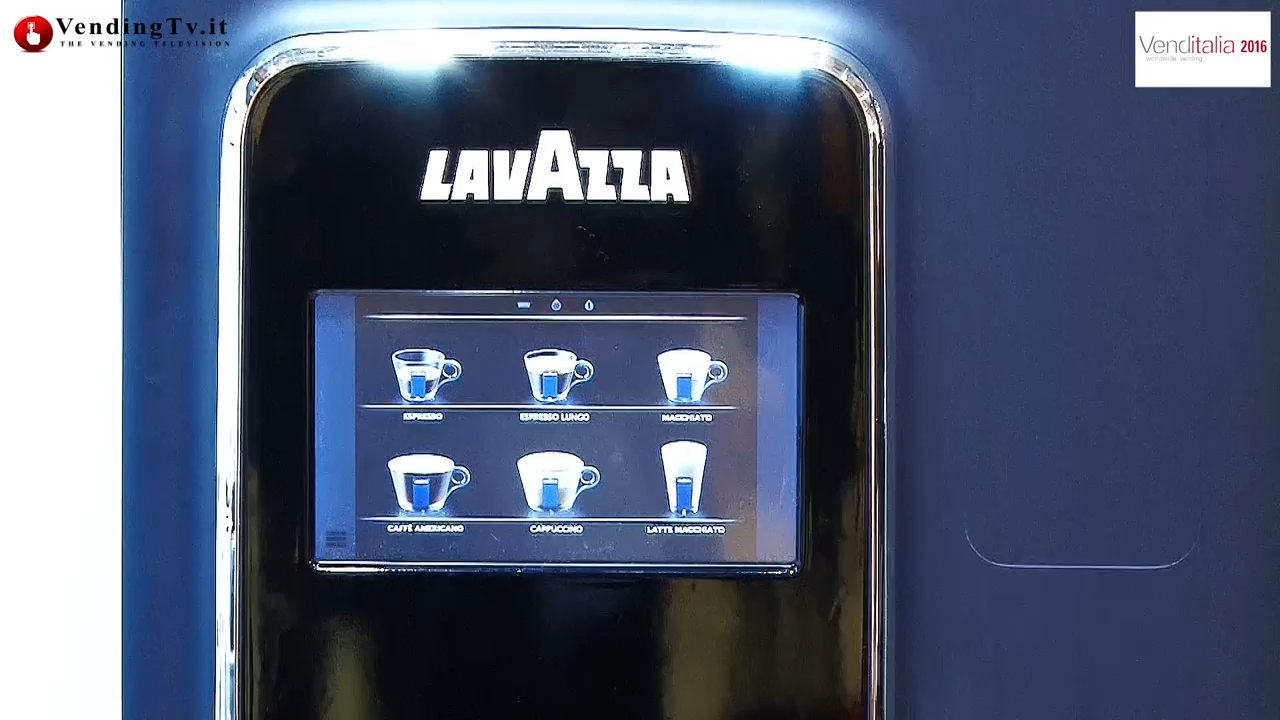 VendingTv.it
THE VENDING TELEVISION
Venditalia 2016
worldwide vending
LAVAZZA
ESPRESSO
ESPRESSO LUNGO
MACCHIATO
CAFFÈ AMERICANO
CAPPUCCINO
LATTE MACCHIATO